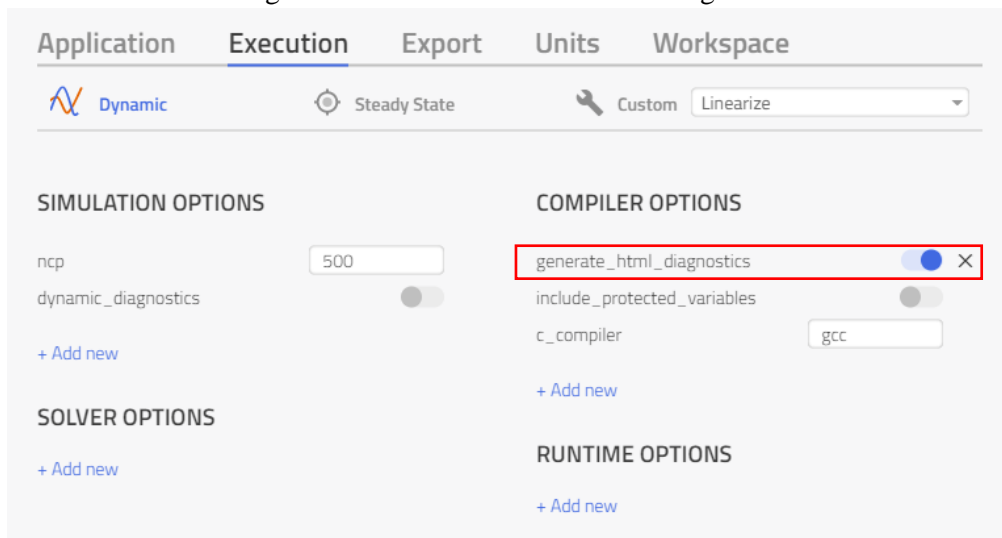 Application Execution Export Units Workspace
Dynamic Steady State Custom Linearize
SIMULATION OPTIONS
ncp 500
dynamic_diagnostics
+ Add new
SOLVER OPTIONS
+ Add new
COMPILER OPTIONS
generate_html_diagnostics
include_protected_variables
c_compiler gcc
+ Add new
RUNTIME OPTIONS
+ Add new